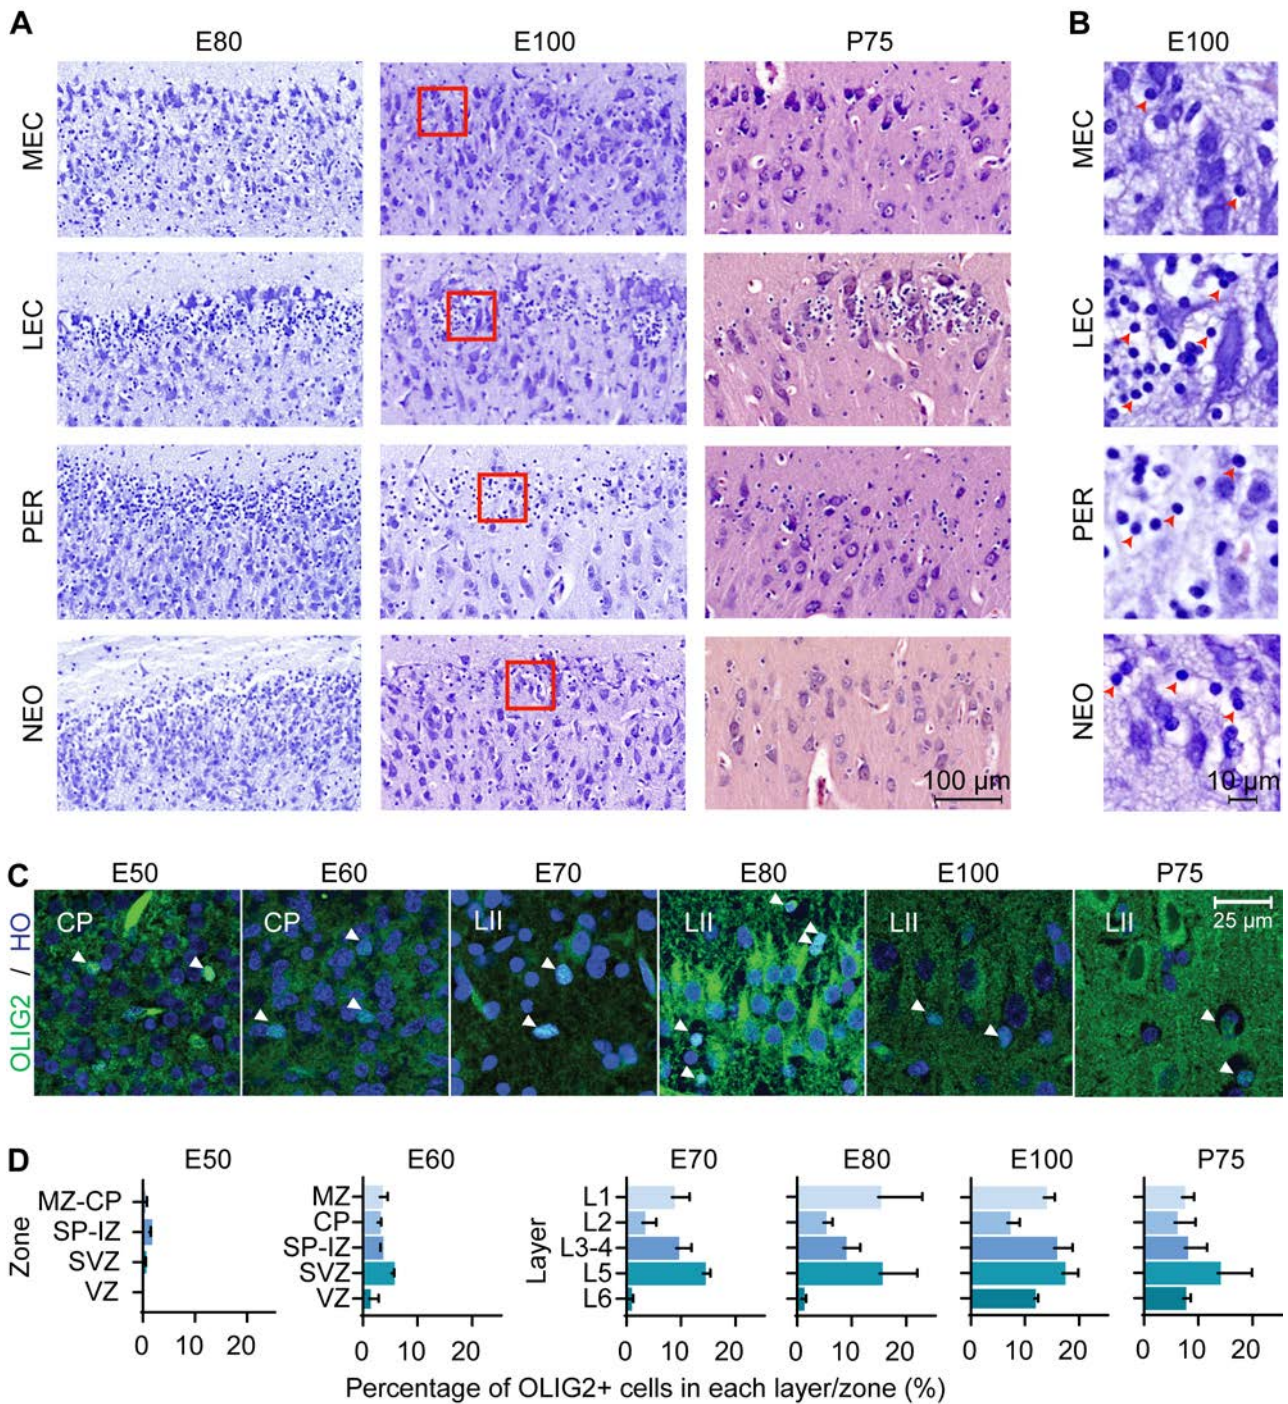 A
B
E80
E100
P75
E100
MEC
MEC
LEC
LEC
PER
PER
NEO
NEO
100 µm
10 µm
C
E50
E60
E70
E80
E100
P75
OLIG2 / HO
CP
CP
LII
LII
LII
LII
25 µm
D
E50
E60
E70
E80
E100
P75
Zone
MZ-CP
SP-IZ
SVZ
VZ
MZ
CP
SP-IZ
SVZ
VZ
Layer
L1
L2
L3-4
L5
L6
0 10 20
0 10 20
0 10 20
0 10 20
0 10 20
0 10 20
Percentage of OLIG2+ cells in each layer/zone (%)